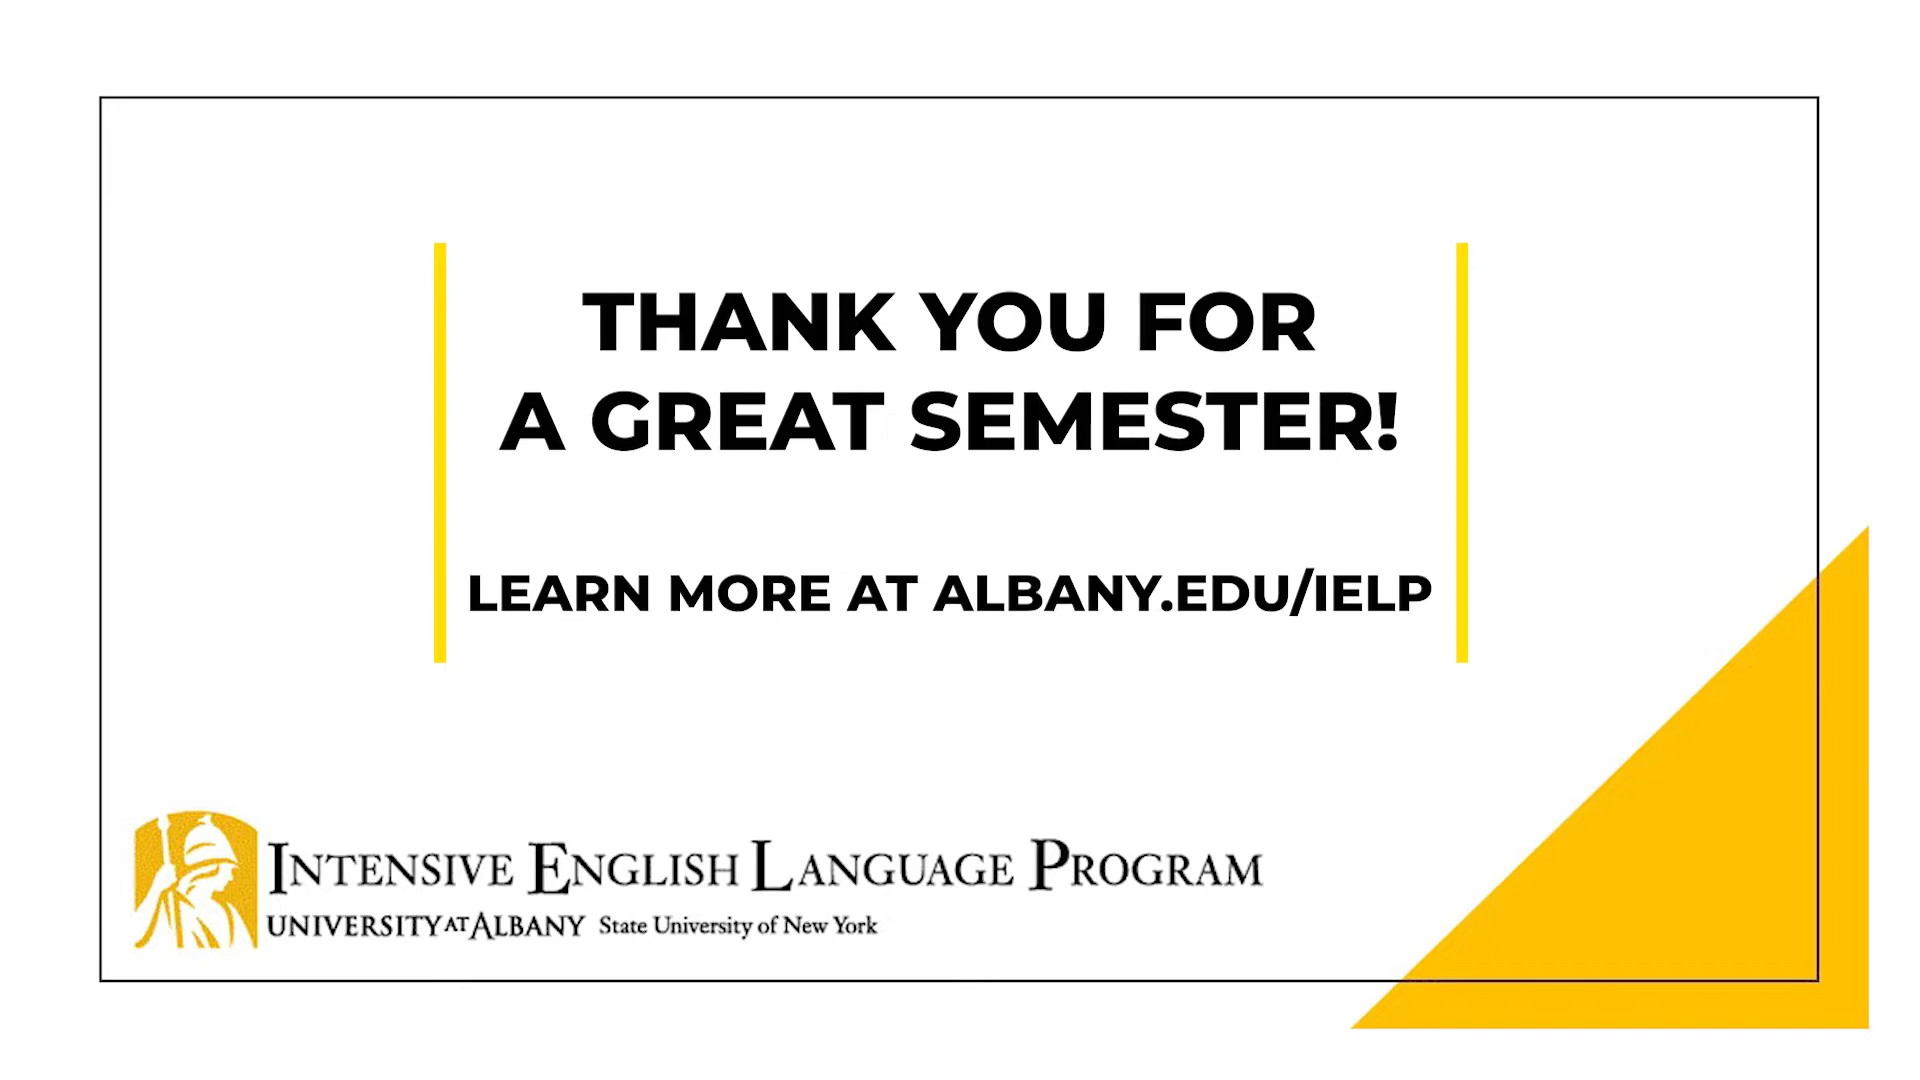 THANK YOU FOR
A GREAT SEMESTER!
LEARN MORE AT ALBANY.EDU/IELP
INTENSIVE ENGLISH LANGUAGE PROGRAM
UNIVERSITY AT ALBANY State University of New York